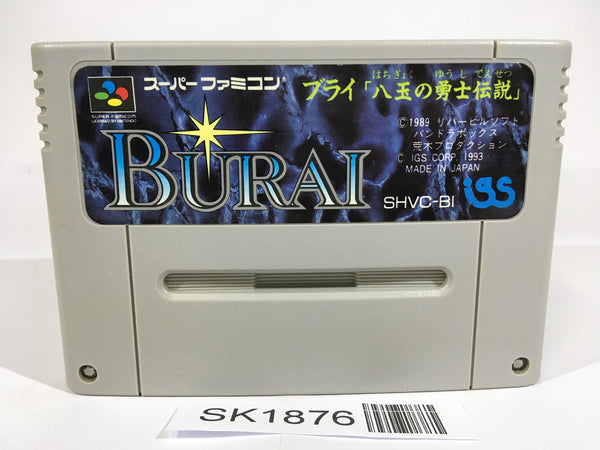 スーパーファミコン
SUPER FAMICOM
LICENSED BY NINTENDO
はちぎょく ゆうしでんせつ
ブライ「八玉の勇士伝説」
BURAI
©1989 リバーヒルソフト
パンドラボックス
荒木プロダクション
© IGS CORP. 1993
MADE IN JAPAN
SHVC-BI
igs
SK1876